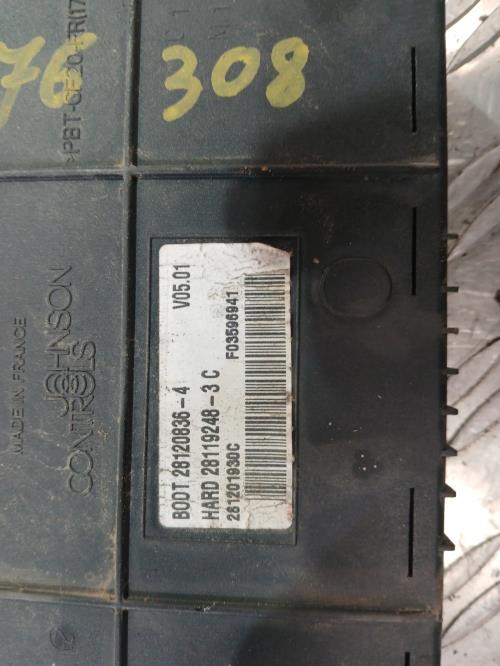 76 308
>PBT-GF20-FR(17
MADE IN FRANCE
JOHNSON
CONTROLS
BOOT 28120836-4 V05.01
HARD 28119248-3 C
281201930C F03596941